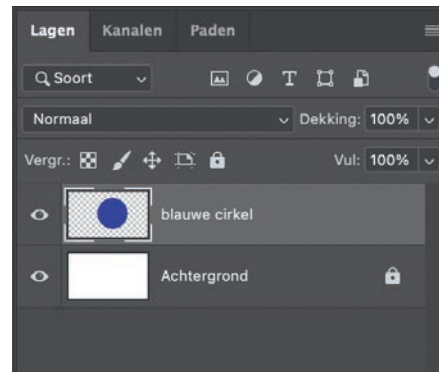 Lagen Kanalen Paden
Soort T
Normaal Dekking: 100%
Vergr.: Vul: 100%
blauwe cirkel
Achtergrond